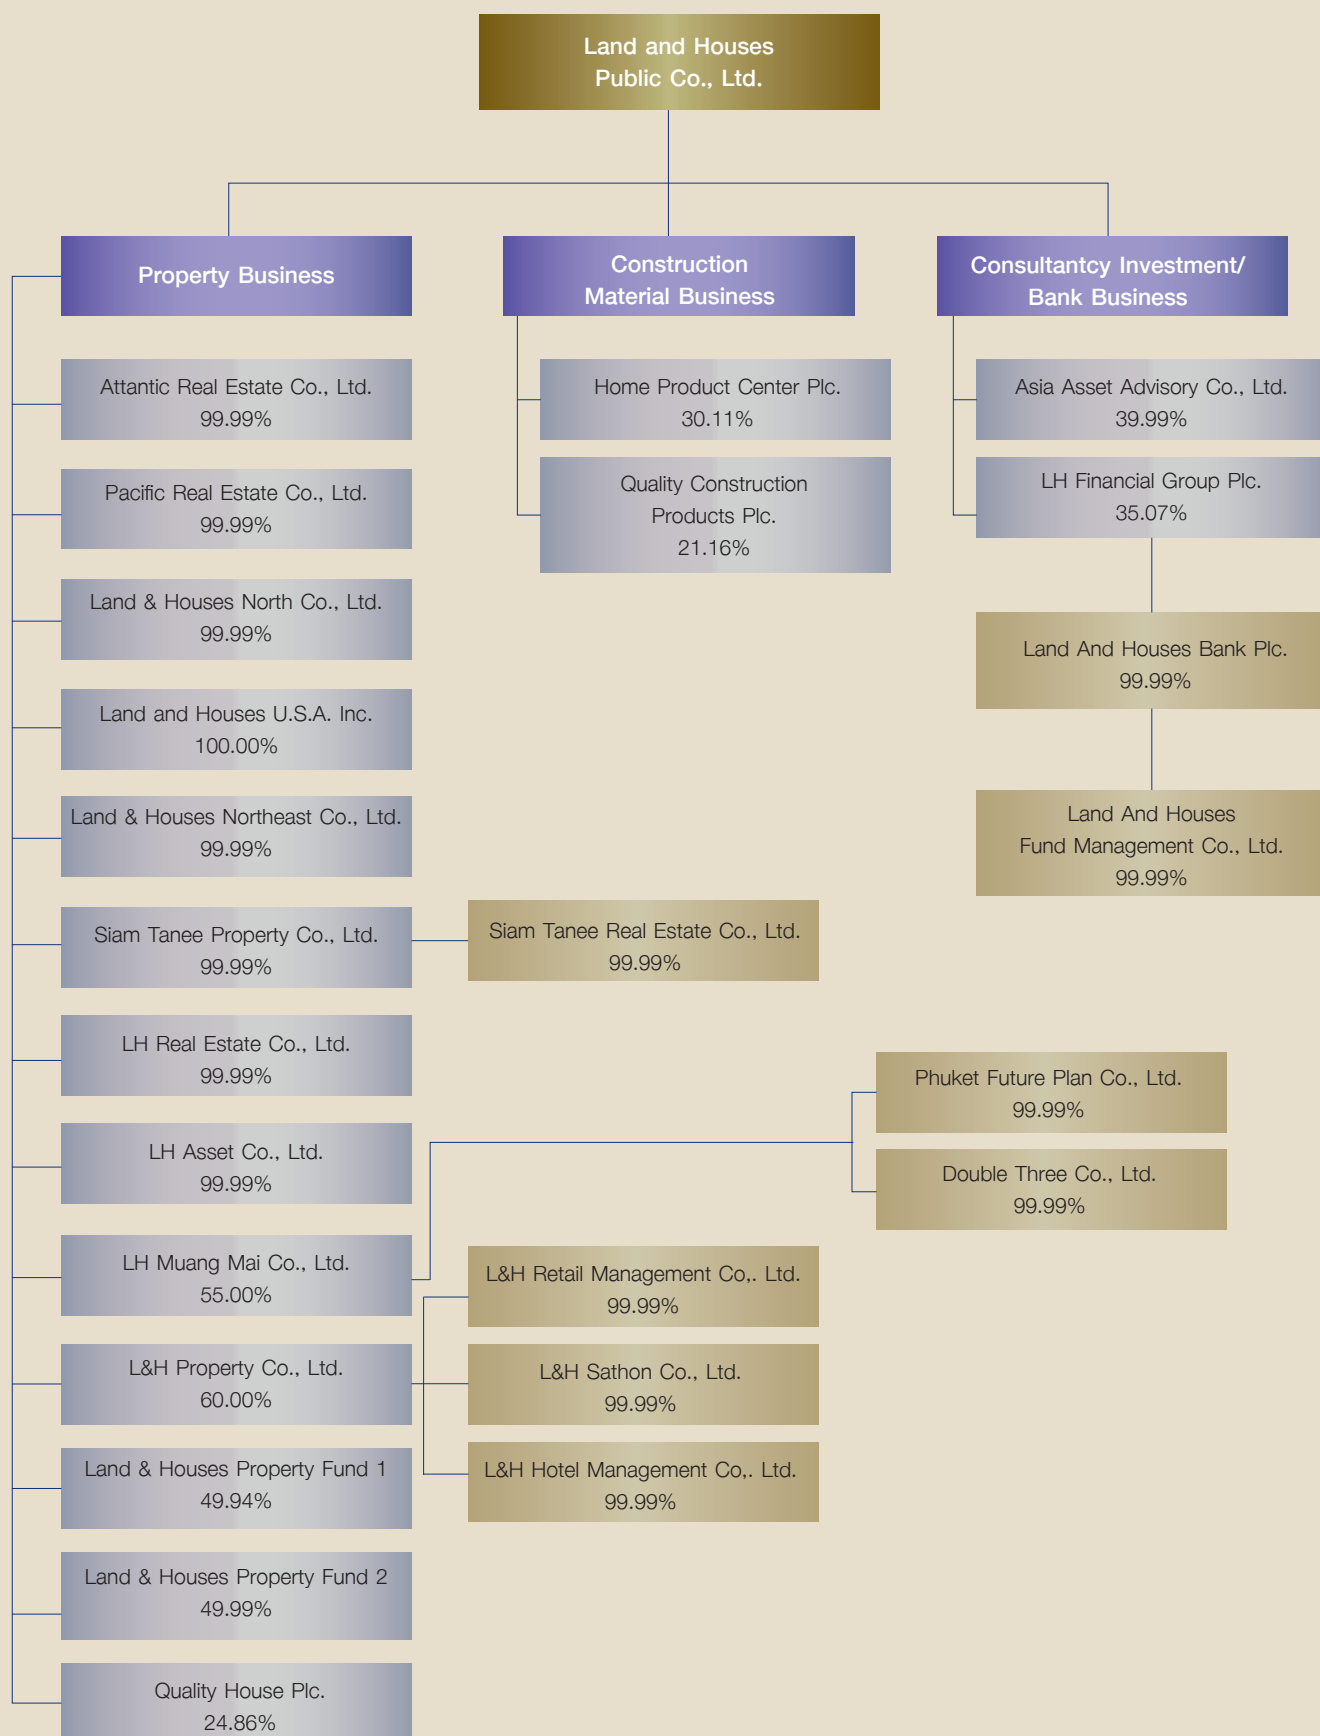 Land and Houses
Public Co., Ltd.
Property Business
Construction
Material Business
Consultantcy Investment/
Bank Business
Attantic Real Estate Co., Ltd.
99.99%
Pacific Real Estate Co., Ltd.
99.99%
Land & Houses North Co., Ltd.
99.99%
Land and Houses U.S.A. Inc.
100.00%
Land & Houses Northeast Co., Ltd.
99.99%
Siam Tanee Property Co., Ltd.
99.99%
Siam Tanee Real Estate Co., Ltd.
99.99%
LH Real Estate Co., Ltd.
99.99%
LH Asset Co., Ltd.
99.99%
LH Muang Mai Co., Ltd.
55.00%
Phuket Future Plan Co., Ltd.
99.99%
Double Three Co., Ltd.
99.99%
L&H Property Co., Ltd.
60.00%
L&H Retail Management Co,. Ltd.
99.99%
L&H Sathon Co., Ltd.
99.99%
L&H Hotel Management Co,. Ltd.
99.99%
Land & Houses Property Fund 1
49.94%
Land & Houses Property Fund 2
49.99%
Quality House Plc.
24.86%
Home Product Center Plc.
30.11%
Quality Construction
Products Plc.
21.16%
Asia Asset Advisory Co., Ltd.
39.99%
LH Financial Group Plc.
35.07%
Land And Houses Bank Plc.
99.99%
Land And Houses
Fund Management Co., Ltd.
99.99%